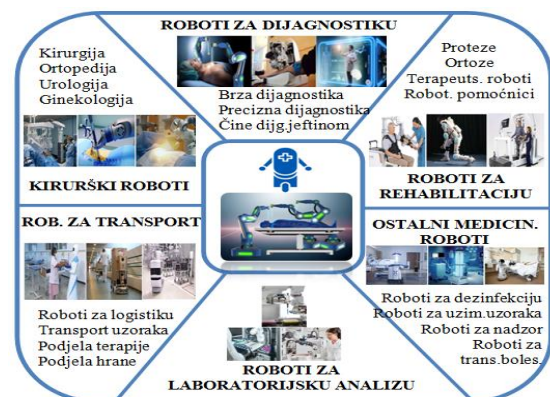 ROBOTI ZA DIJAGNOSTIKU
Brza dijagnostika
Precizna dijagnostika
Čine dijg.jeftinom
Kirurgija
Ortopedija
Urologija
Ginekologija
KIRURŠKI ROBOTI
Proteze
Ortoze
Terapeuts. roboti
Robot. pomoćnici
ROBOTI ZA
REHABILITACIJU
ROB. ZA TRANSPORT
Roboti za logistiku
Transport uzoraka
Podjela terapije
Podjela hrane
OSTALNI MEDICIN.
ROBOTI
Roboti za dezinfekciju
Roboti za uzim.uzoraka
Roboti za nadzor
Roboti za
trans.boles.
ROBOTI ZA
LABORATORIJSKU ANALIZU